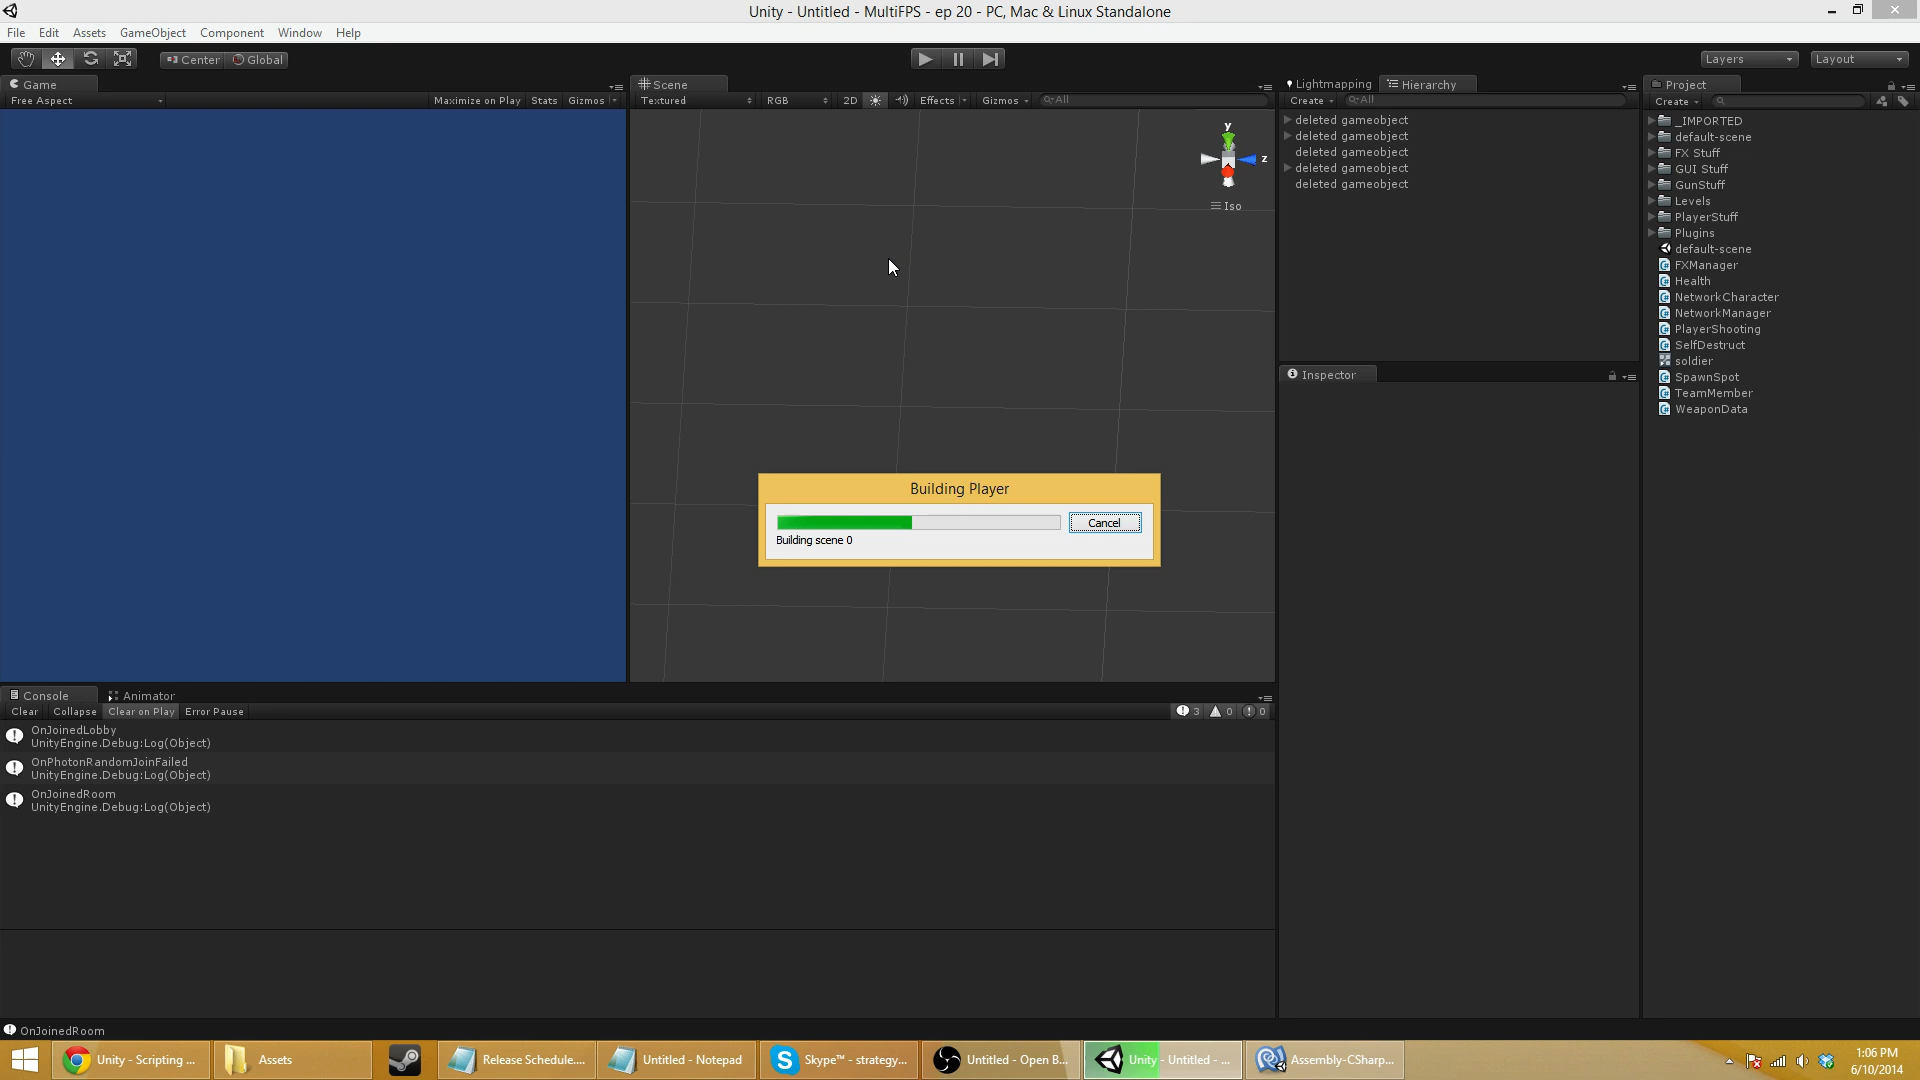 Unity - Untitled - MultiFPS - ep 20 - PC, Mac & Linux Standalone
File Edit Assets GameObject Component Window Help
Center Global
Layers Layout
Game
Free Aspect Maximize on Play Stats Gizmos
Scene
Textured RGB 2D Effects Gizmos All
y
z
Iso
Lightmapping Hierarchy
Create All
deleted gameobject
deleted gameobject
deleted gameobject
deleted gameobject
deleted gameobject
Inspector
Project
Create
_IMPORTED
default-scene
FX Stuff
GUI Stuff
GunStuff
Levels
PlayerStuff
Plugins
default-scene
FXManager
Health
NetworkCharacter
NetworkManager
PlayerShooting
SelfDestruct
soldier
SpawnSpot
TeamMember
WeaponData
Building Player
Cancel
Building scene 0
Console Animator
Clear Collapse Clear on Play Error Pause 3 0 0
OnJoinedLobby
UnityEngine.Debug:Log(Object)
OnPhotonRandomJoinFailed
UnityEngine.Debug:Log(Object)
OnJoinedRoom
UnityEngine.Debug:Log(Object)
OnJoinedRoom
Unity - Scripting ... Assets Release Schedule.... Untitled - Notepad Skype™ - strategy... Untitled - Open B... Unity - Untitled - ... Assembly-CSharp...
1:06 PM
6/10/2014